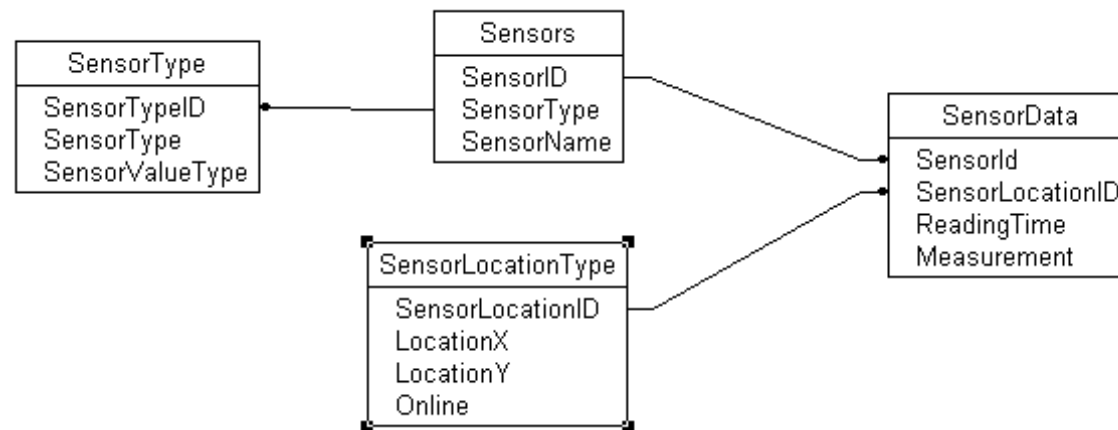 SensorType
SensorTypeID
SensorType
SensorValueType
Sensors
SensorID
SensorType
SensorName
SensorLocationType
SensorLocationID
LocationX
LocationY
Online
SensorData
SensorId
SensorLocationID
ReadingTime
Measurement